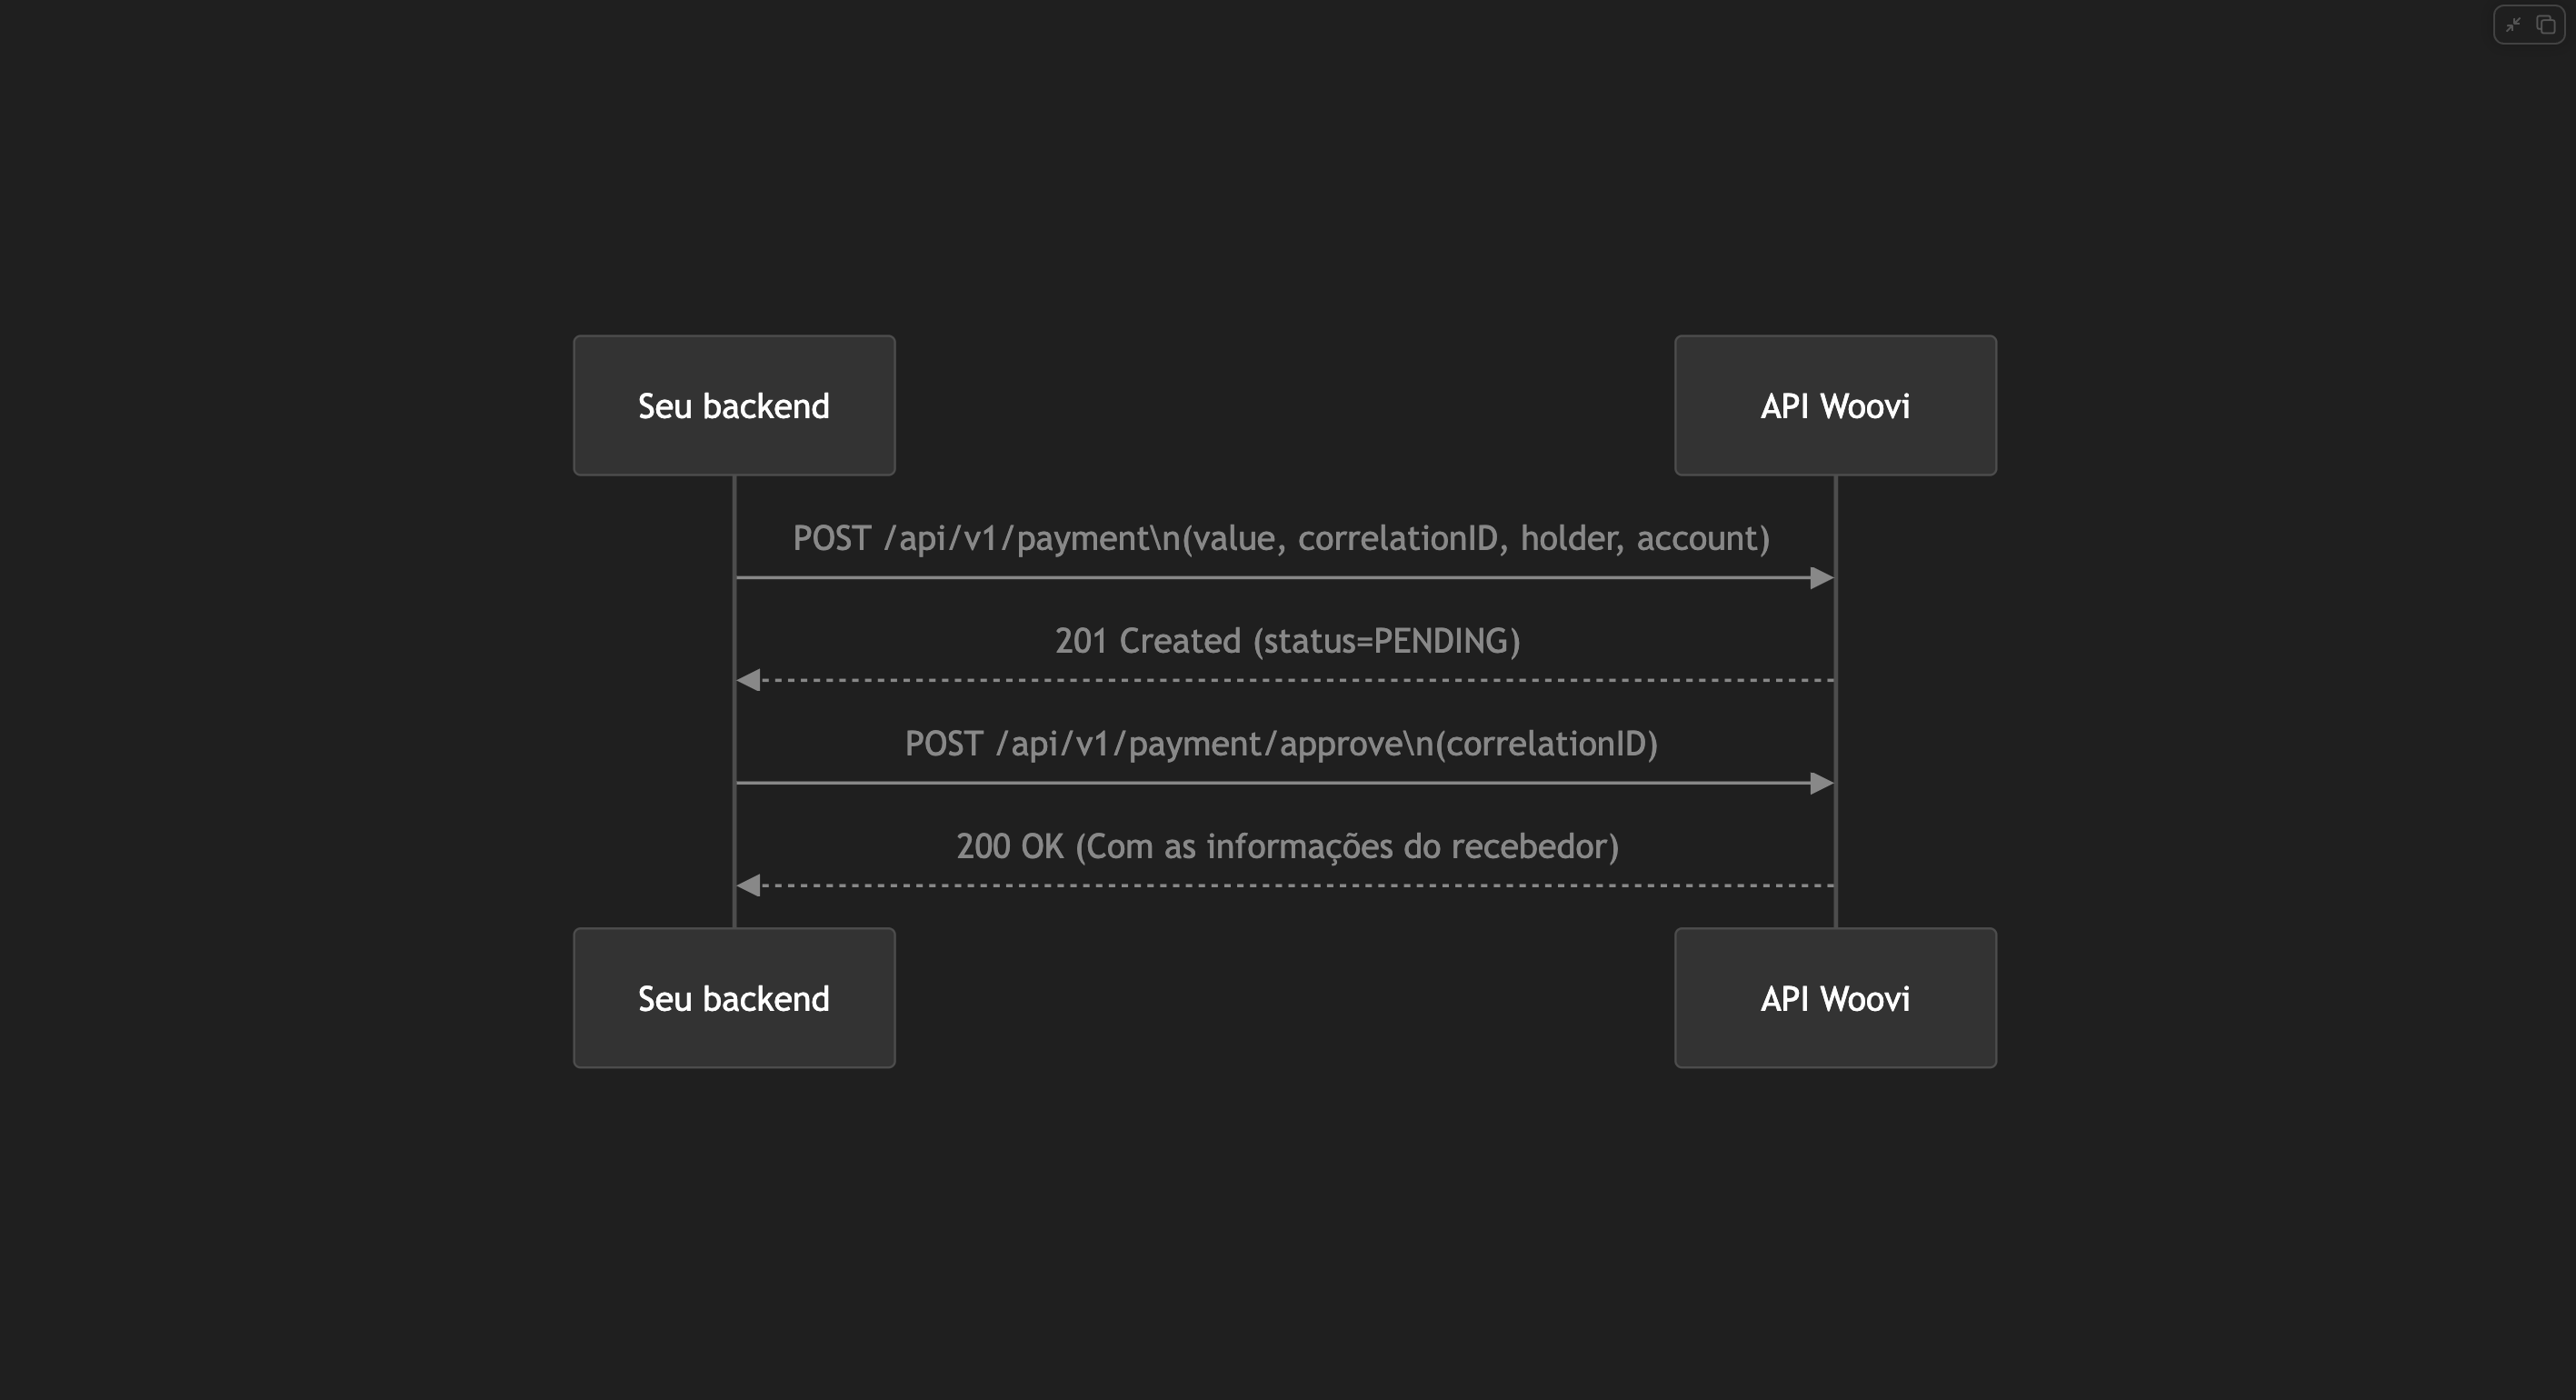 Seu backend
API Woovi
POST /api/v1/payment\n(value, correlationID, holder, account)
201 Created (status=PENDING)
POST /api/v1/payment/approve\n(correlationID)
200 OK (Com as informações do recebedor)
Seu backend
API Woovi